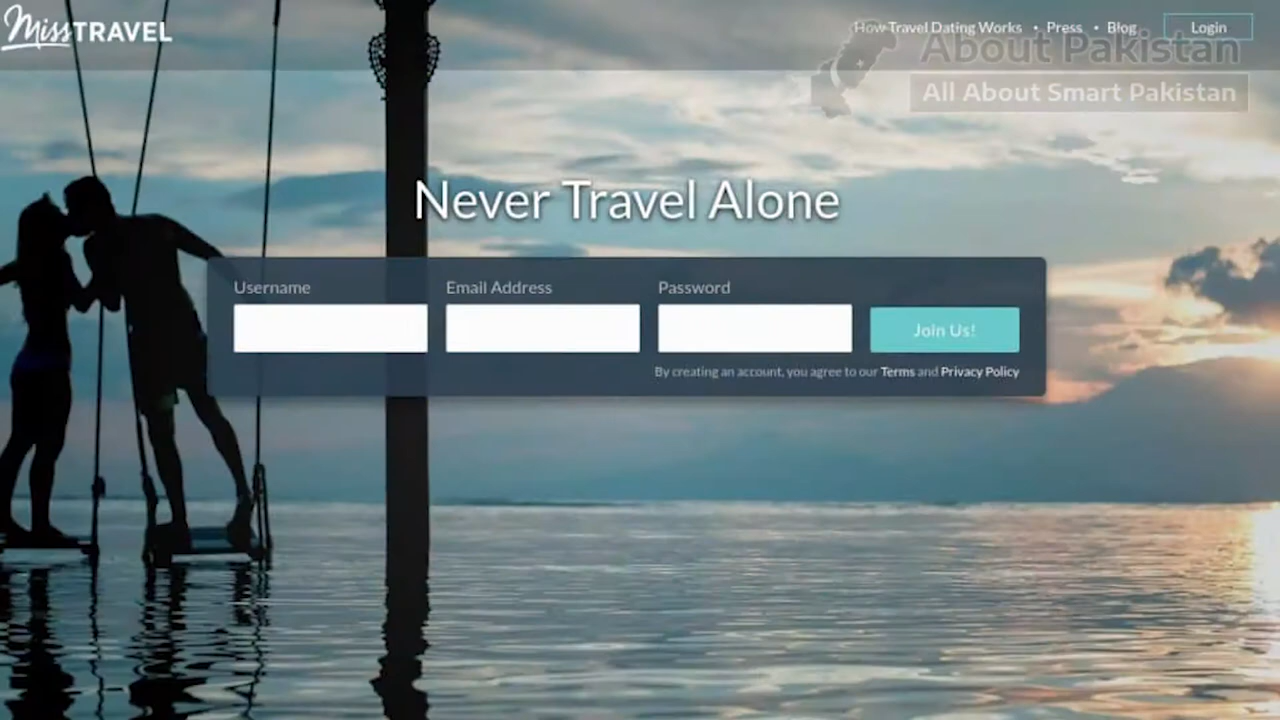 MissTRAVEL
How Travel Dating Works • Press • Blog Login
About Pakistan
All About Smart Pakistan
Never Travel Alone
Username Email Address Password
Join Us!
By creating an account, you agree to our Terms and Privacy Policy